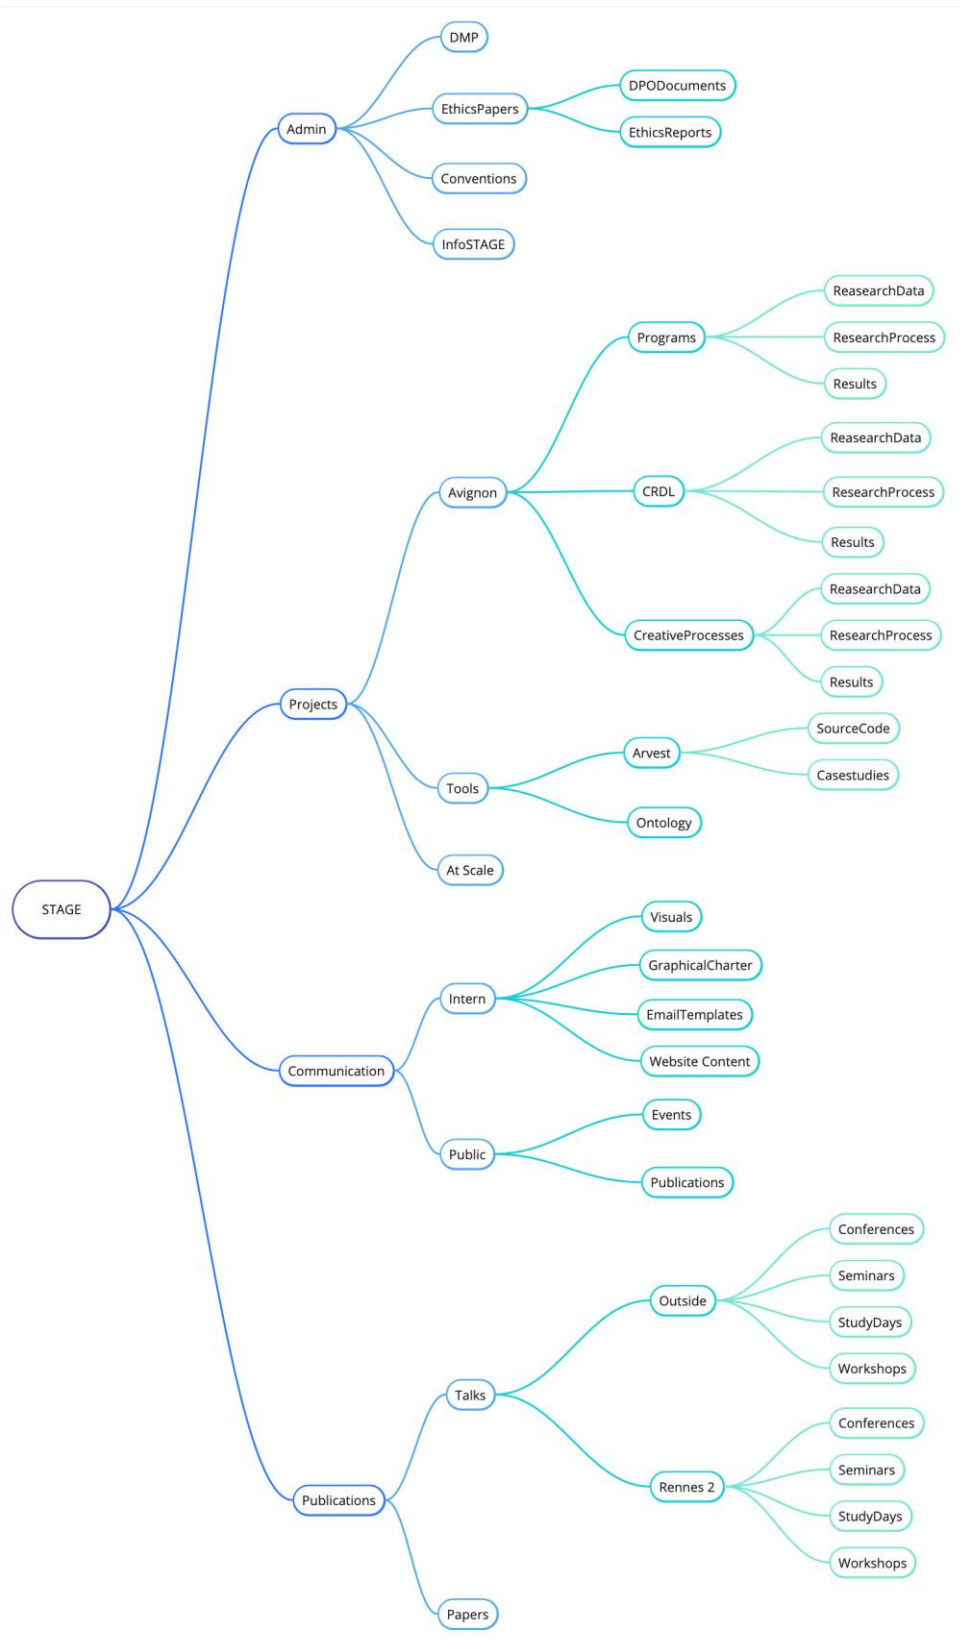 STAGE
Admin
DMP
EthicsPapers
DPODocuments
EthicsReports
Conventions
InfoSTAGE
Projects
Avignon
Programs
ReasearchData
ResearchProcess
Results
CRDL
ReasearchData
ResearchProcess
Results
CreativeProcesses
ReasearchData
ResearchProcess
Results
Tools
Arvest
SourceCode
Casestudies
Ontology
At Scale
Communication
Intern
Visuals
GraphicalCharter
EmailTemplates
Website Content
Public
Events
Publications
Publications
Talks
Outside
Conferences
Seminars
StudyDays
Workshops
Rennes 2
Conferences
Seminars
StudyDays
Workshops
Papers